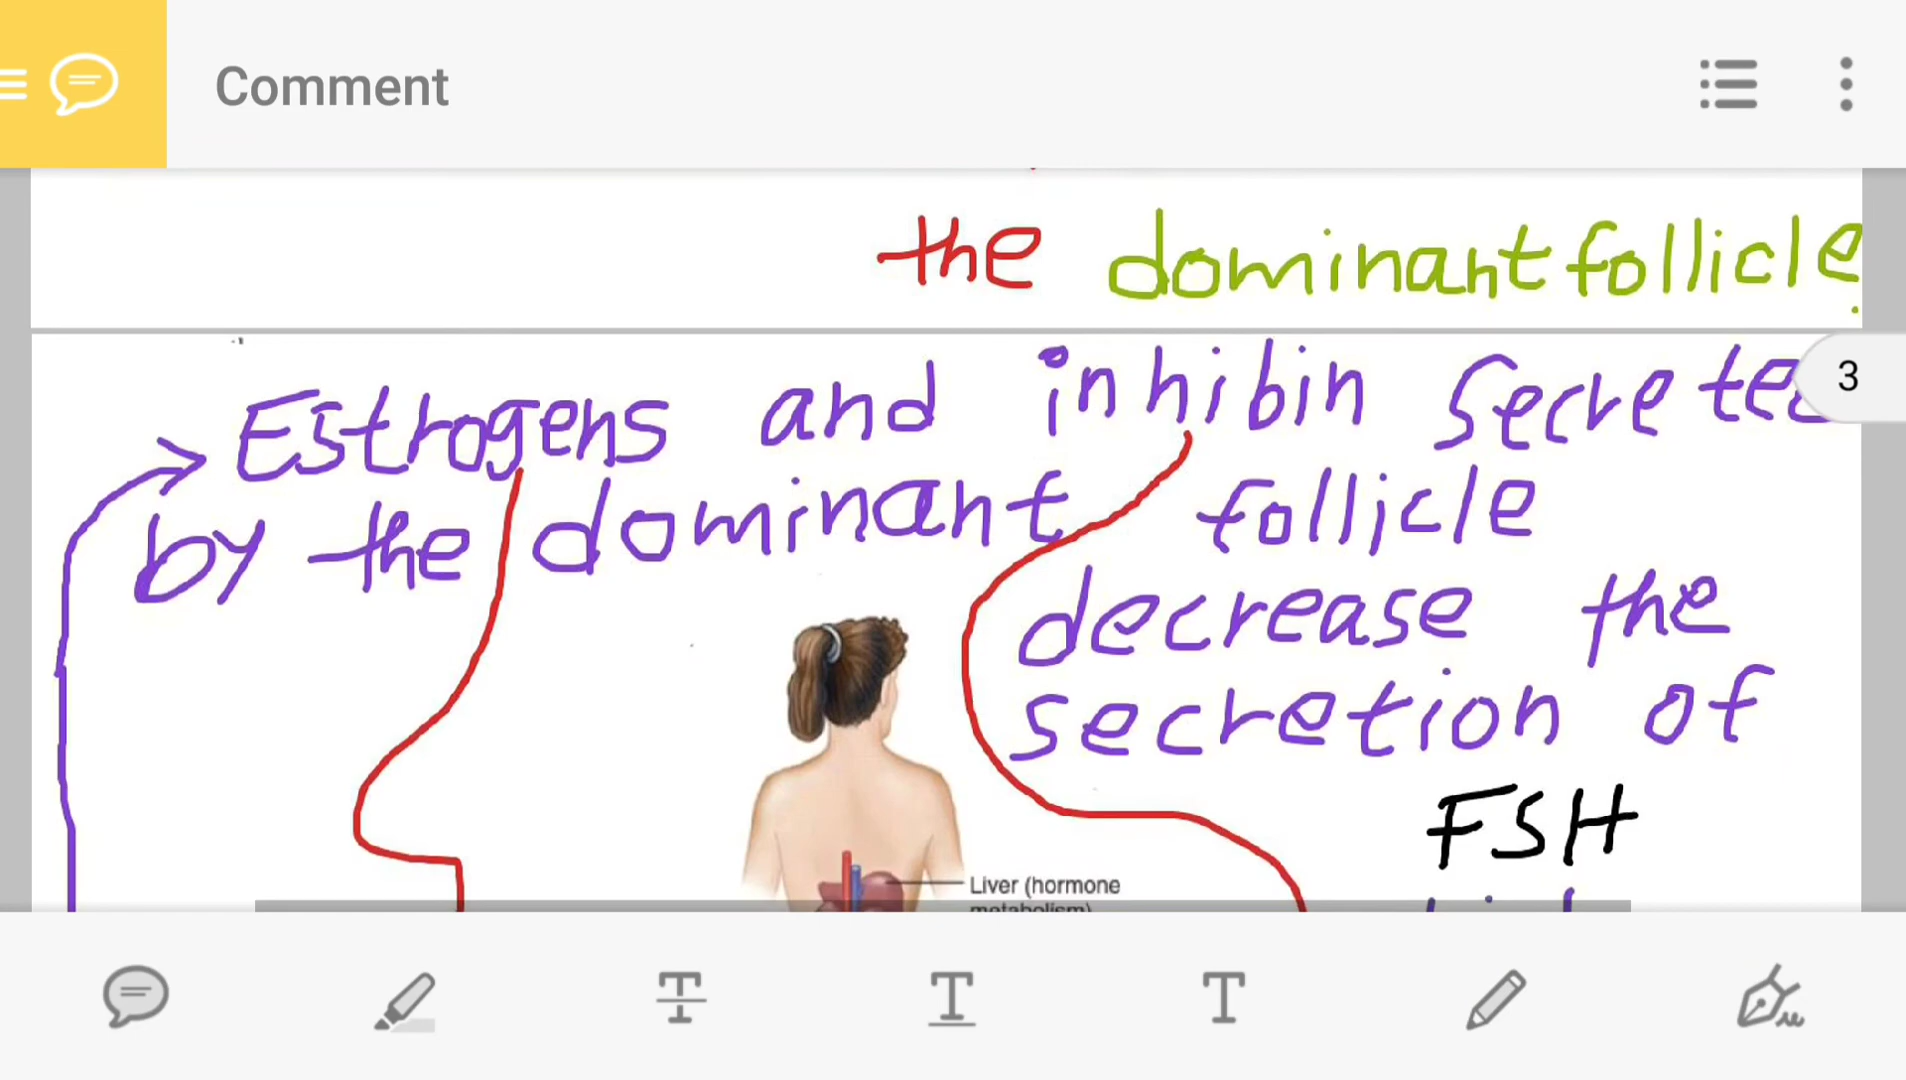 Comment
the dominant follicle
3
Estrogens and inhibin secreted
by the dominant follicle
decrease the
secretion of
FSH
Liver (hormone
metabolism)